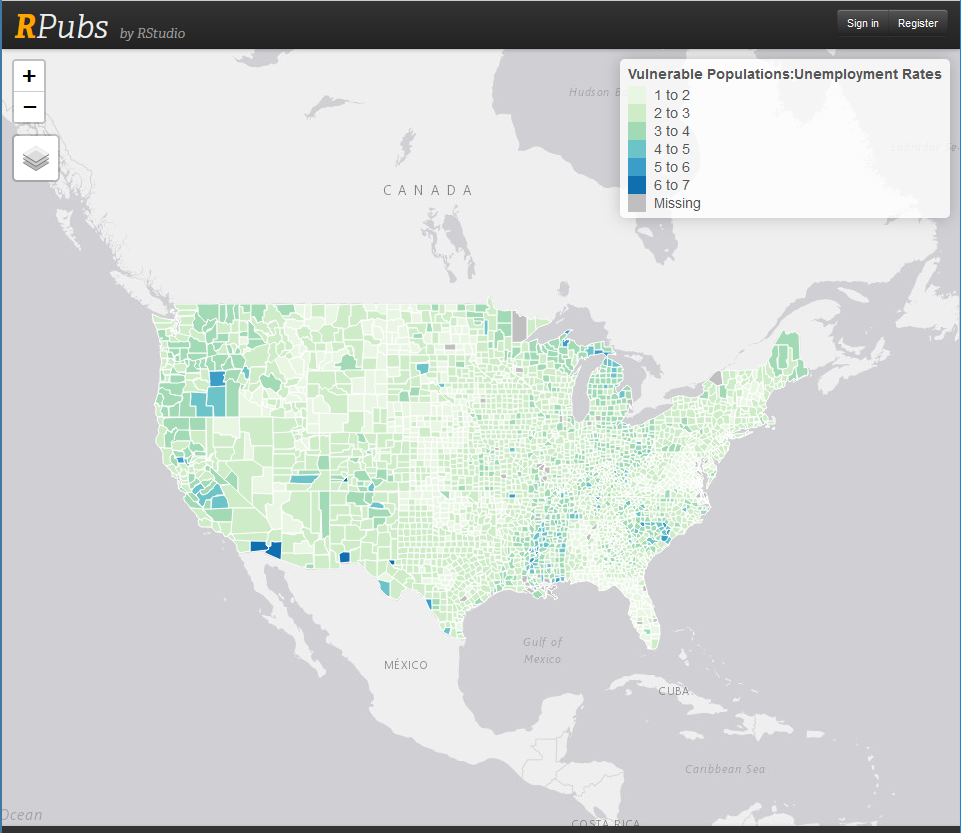 RPubs by RStudio
Sign in
Register
+
−
Vulnerable Populations:Unemployment Rates
1 to 2
2 to 3
3 to 4
4 to 5
5 to 6
6 to 7
Missing
Hudson
CANADA
Gulf of
Mexico
MÉXICO
CUBA
Caribbean Sea
Ocean
COSTA RICA